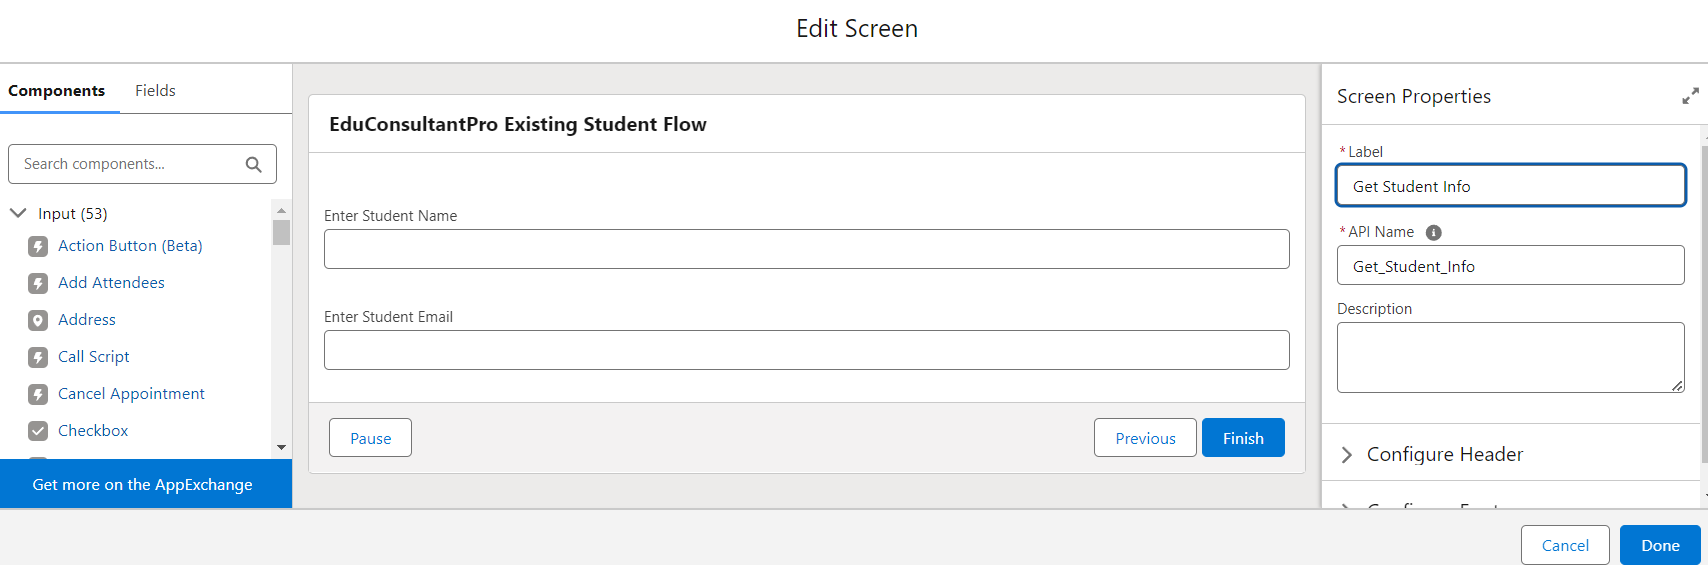 Edit Screen
Components
Fields
Search components...
Input (53)
Action Button (Beta)
Add Attendees
Address
Call Script
Cancel Appointment
Checkbox
Get more on the AppExchange
EduConsultantPro Existing Student Flow
Enter Student Name
Enter Student Email
Pause
Previous
Finish
Screen Properties
*Label
Get Student Info
*API Name
Get_Student_Info
Description
Configure Header
Cancel
Done